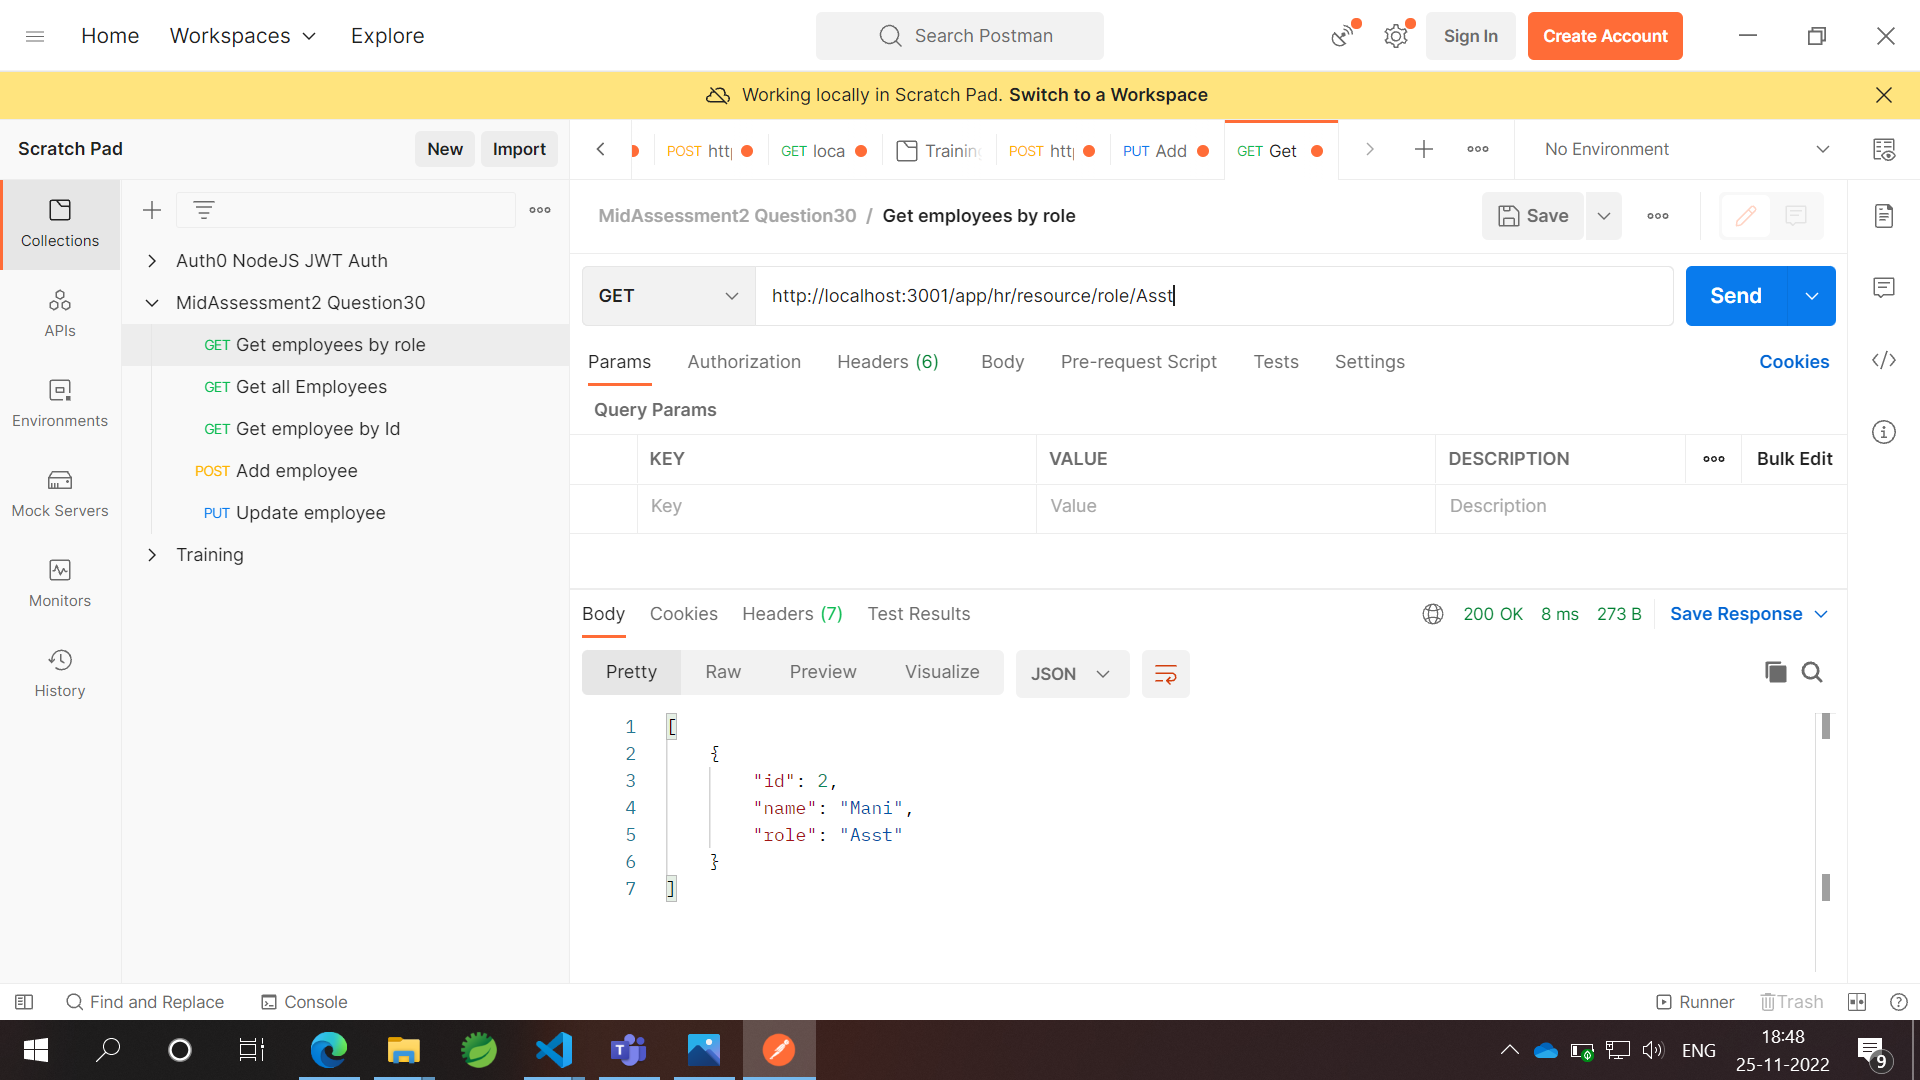 Home Workspaces Explore Search Postman Sign In Create Account
Working locally in Scratch Pad. Switch to a Workspace
Scratch Pad New Import POST GET loca POST PUT Add GET Get No Environment
Collections
APIs
Environments
Mock Servers
Monitors
History
Auth0 NodeJS JWT Auth
MidAssessment2 Question30
GET Get employees by role
GET Get all Employees
GET Get employee by Id
POST Add employee
PUT Update employee
Training
MidAssessment2 Question30 / Get employees by role Save
GET http://localhost:3001/app/hr/resource/role/Asst Send
Params Authorization Headers (6) Body Pre-request Script Tests Settings Cookies
Query Params
KEY VALUE DESCRIPTION Bulk Edit
Key Value Description
Body Cookies Headers (7) Test Results 200 OK 8 ms 273 B Save Response
Pretty Raw Preview Visualize JSON
1 [
2 {
3 "id": 2,
4 "name": "Mani",
5 "role": "Asst"
6 }
7 ]
Find and Replace Console Runner Trash
ENG 18:48
25-11-2022 9